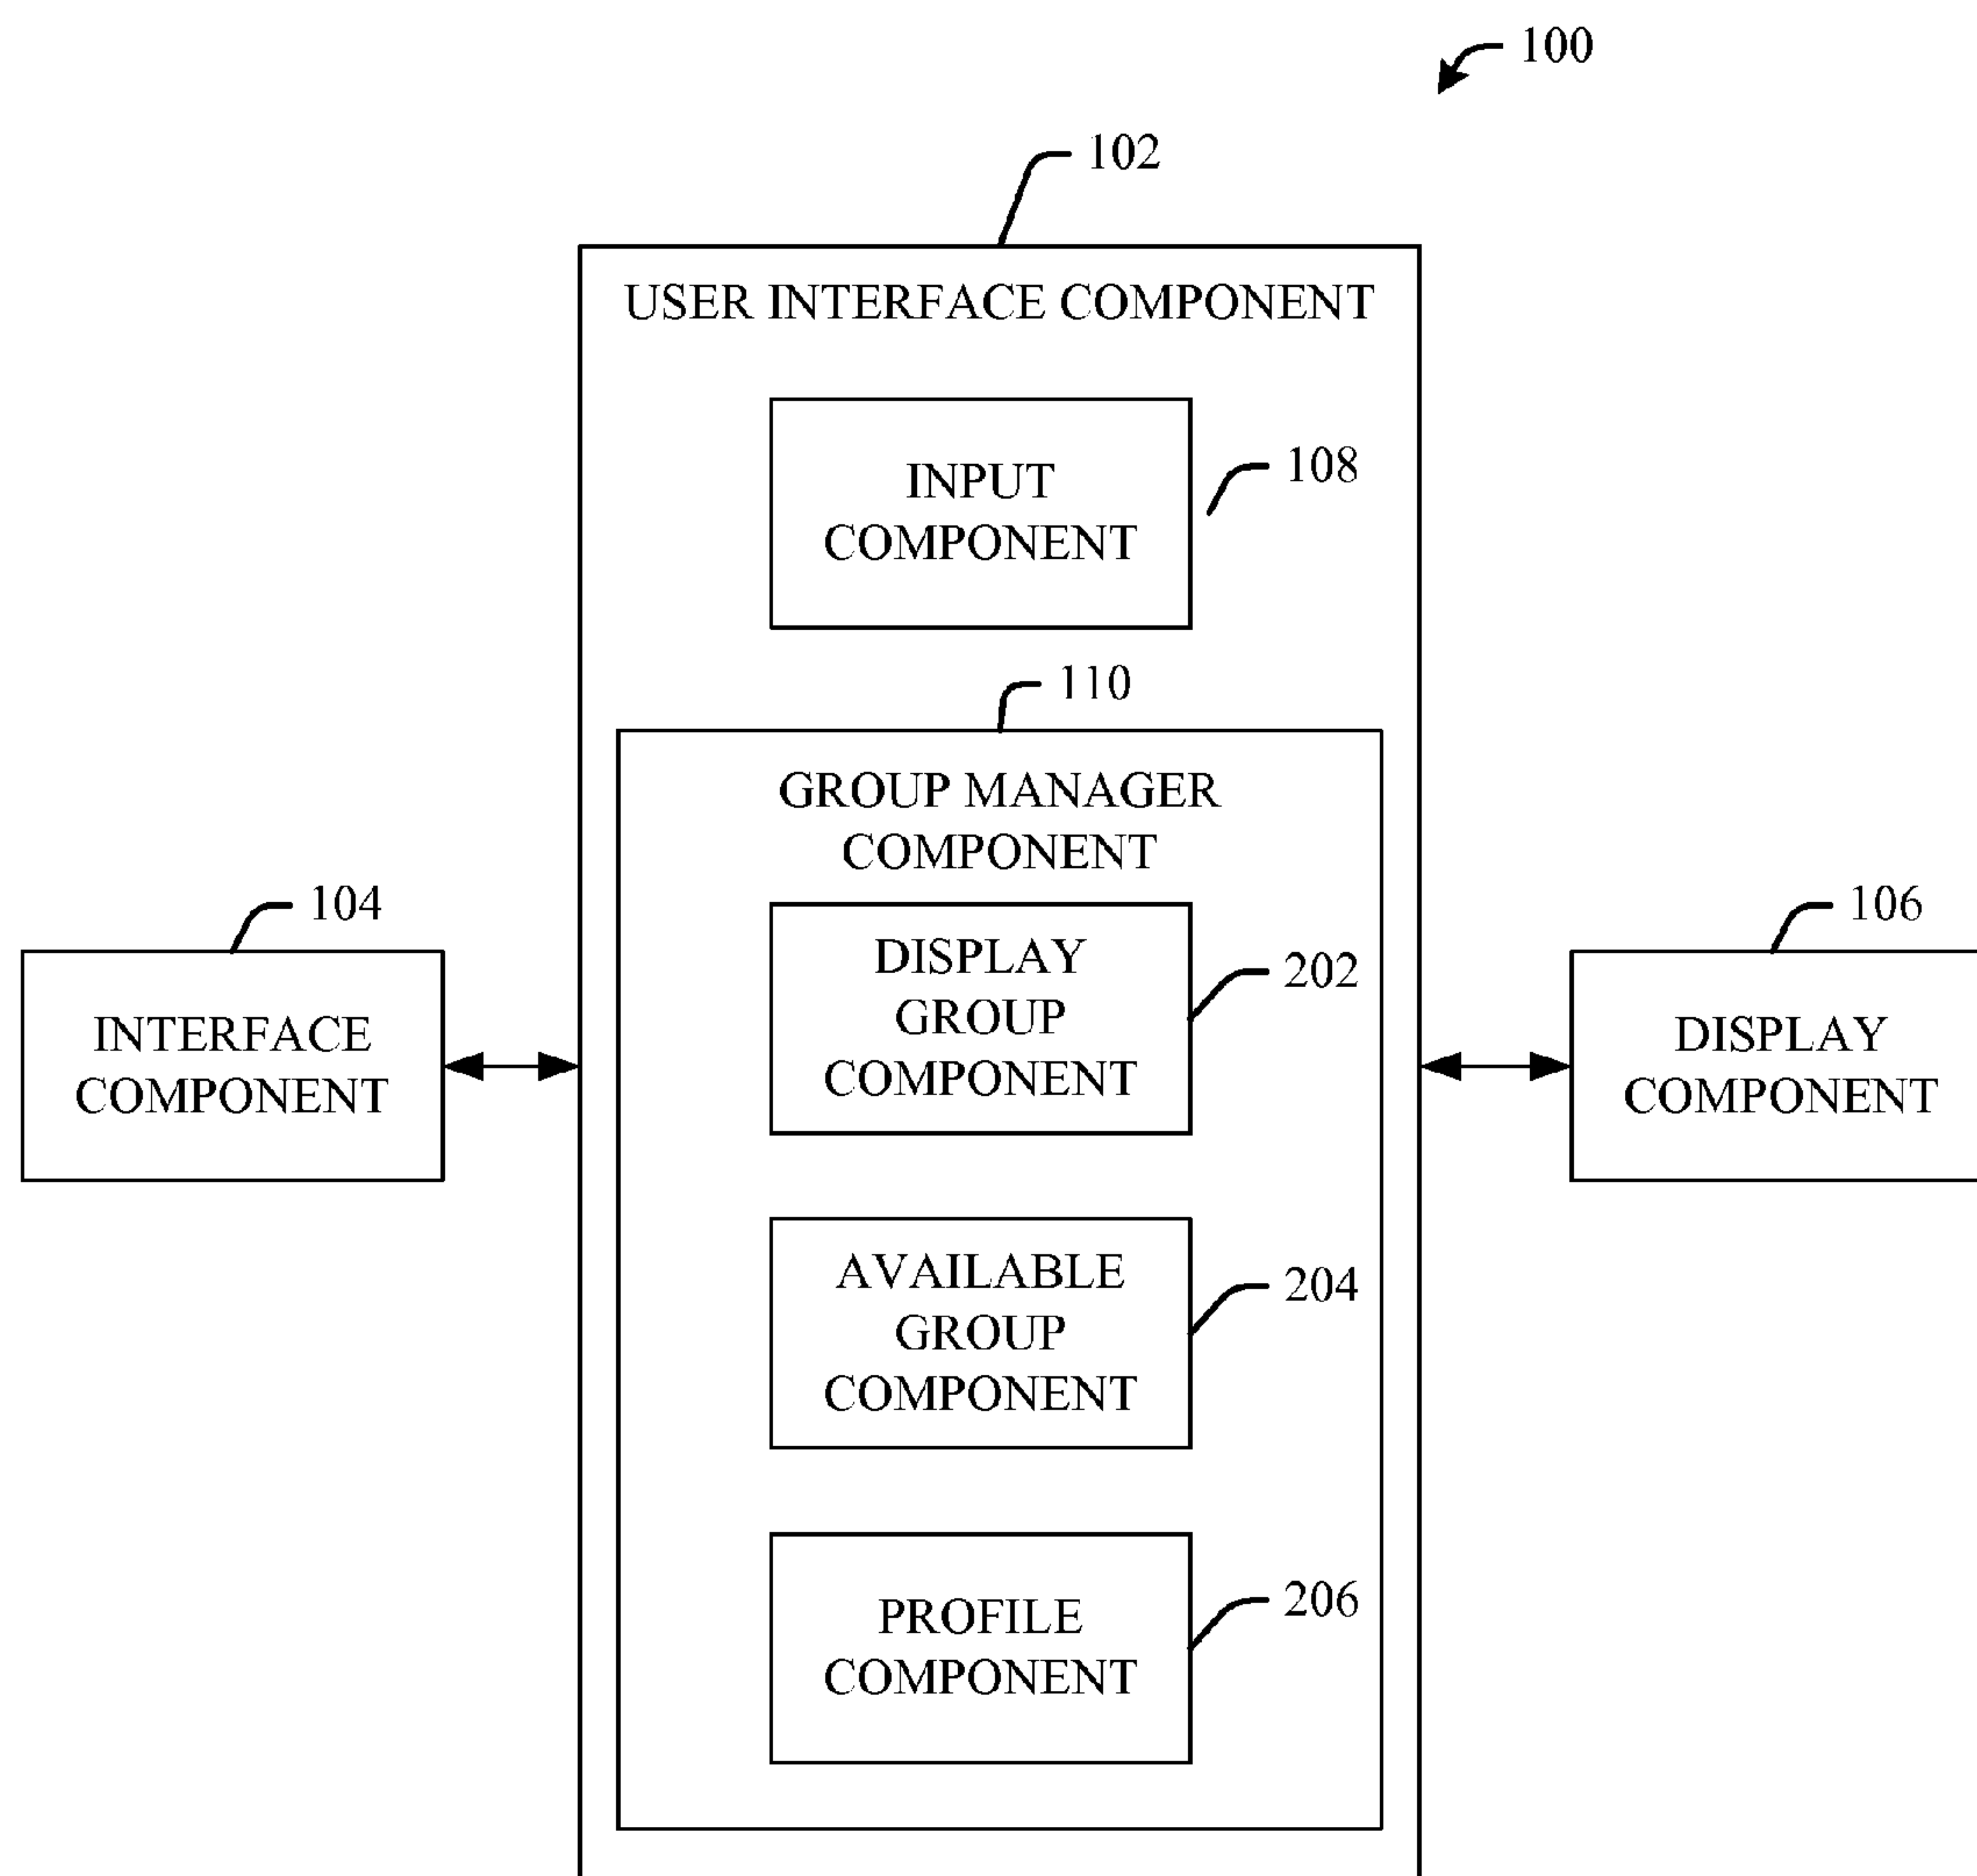 100
102
USER INTERFACE COMPONENT
INPUT
COMPONENT
108
110
GROUP MANAGER
COMPONENT
104
INTERFACE
COMPONENT
DISPLAY
GROUP
COMPONENT
202
106
DISPLAY
COMPONENT
AVAILABLE
GROUP
COMPONENT
204
PROFILE
COMPONENT
206